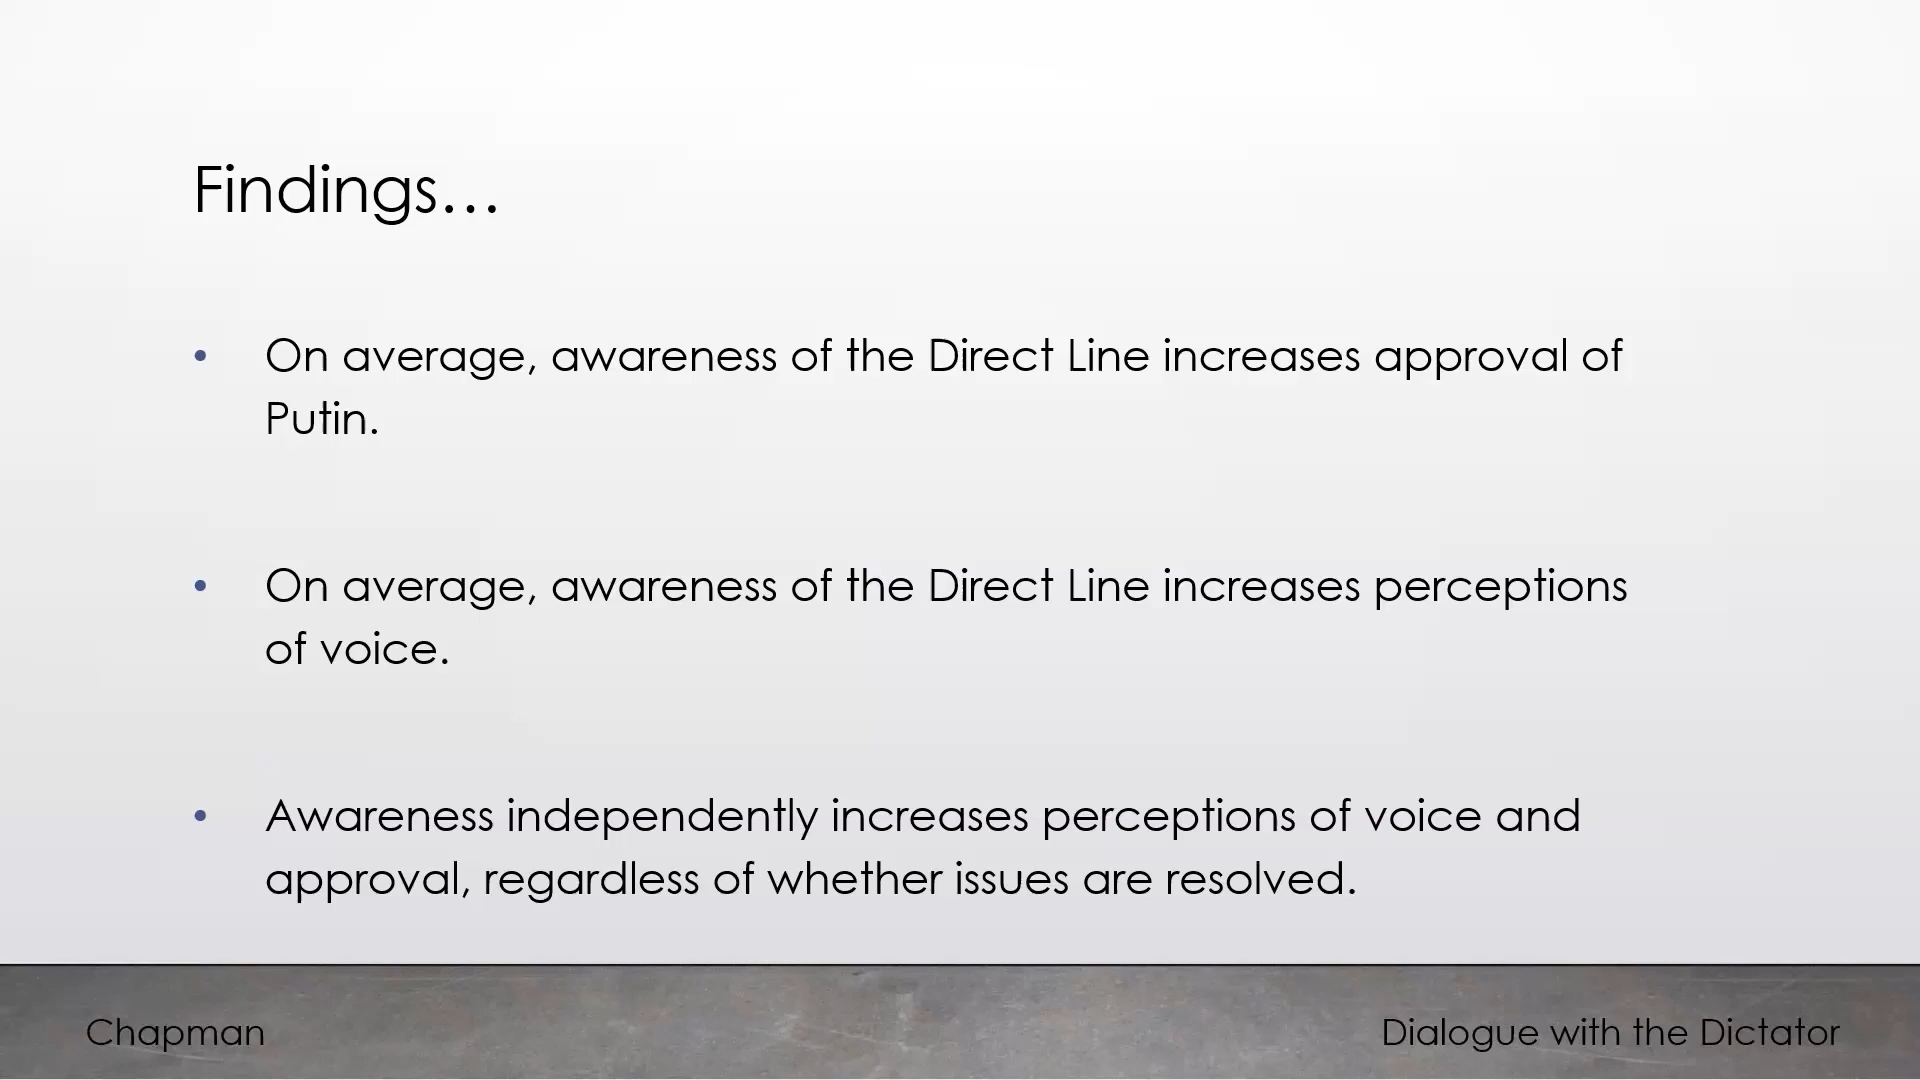 Findings…
• On average, awareness of the Direct Line increases approval of
Putin.
• On average, awareness of the Direct Line increases perceptions
of voice.
• Awareness independently increases perceptions of voice and
approval, regardless of whether issues are resolved.
Chapman
Dialogue with the Dictator